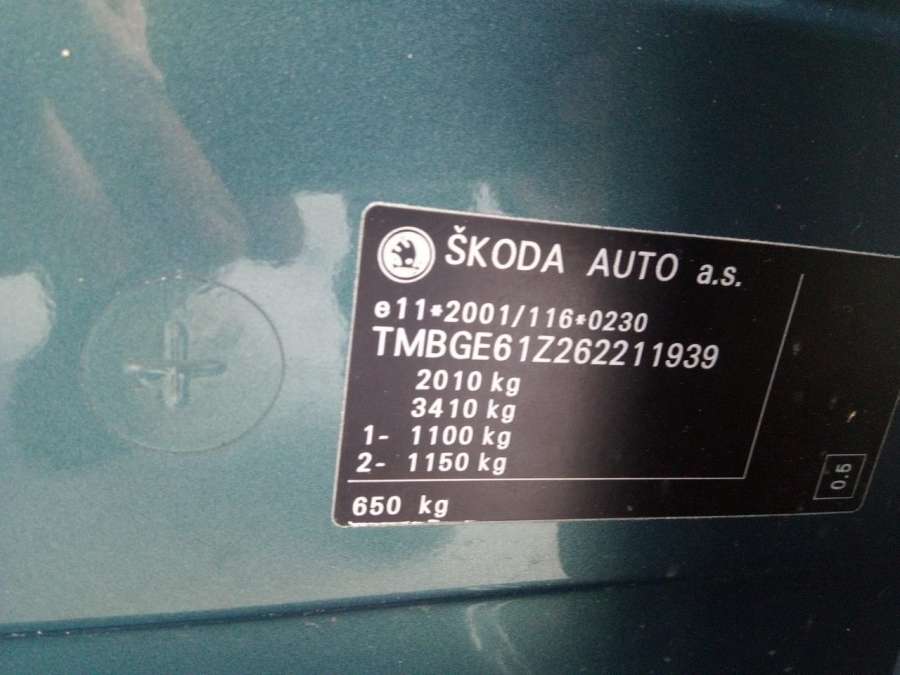 ŠKODA AUTO a.s.
e11*2001/116*0230
TMBGE61Z262211939
2010 kg
3410 kg
1- 1100 kg
2- 1150 kg
650 kg
0.5